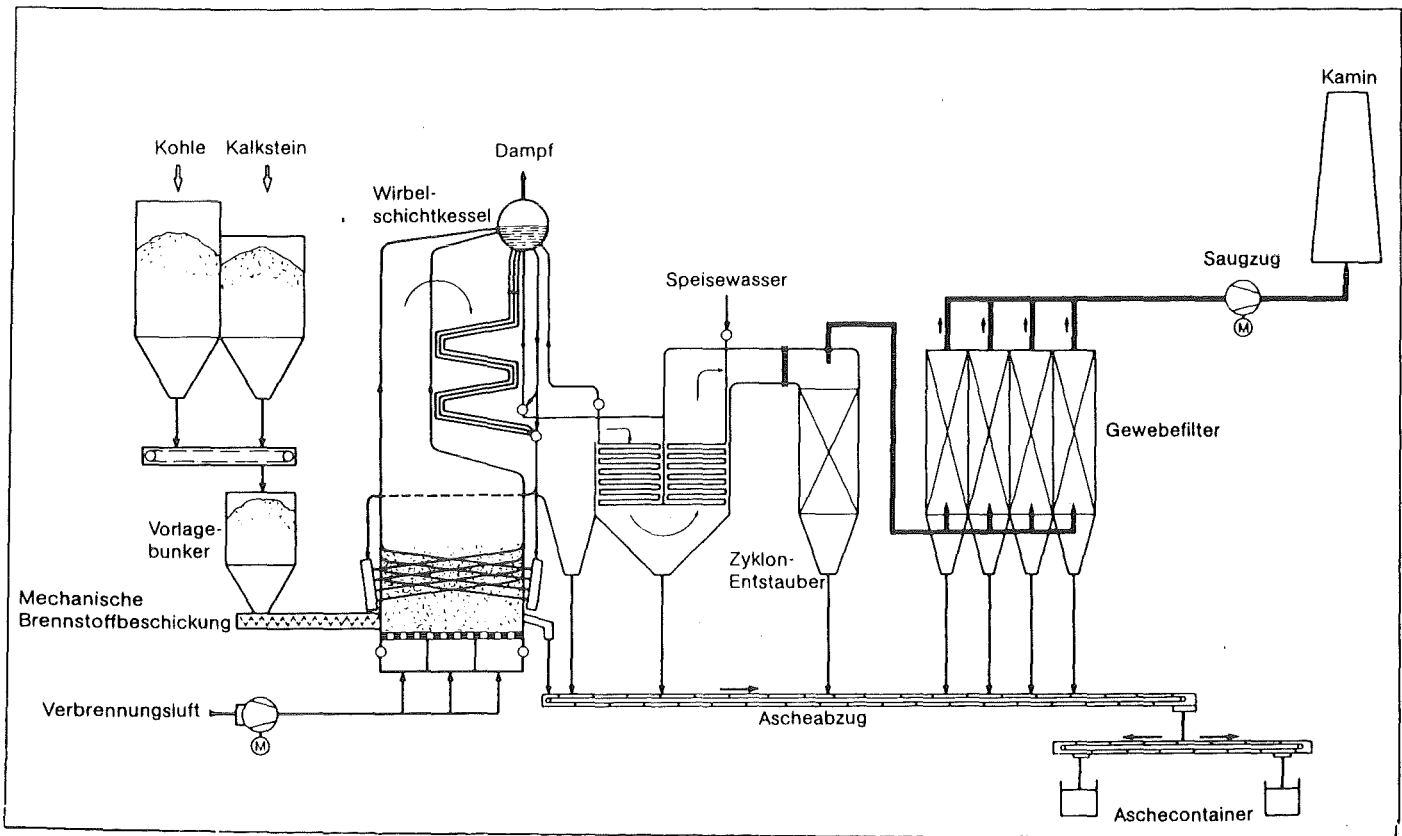 Kamin
Kohle
Kalkstein
Dampf
Wirbel-
schichtkessel
Saugzug
M
Speisewasser
Gewebefilter
Vorlage-
bunker
Zyklon-
Entstauber
Mechanische
Brennstoffbeschickung
Verbrennungsluft
M
Ascheabzug
Aschecontainer